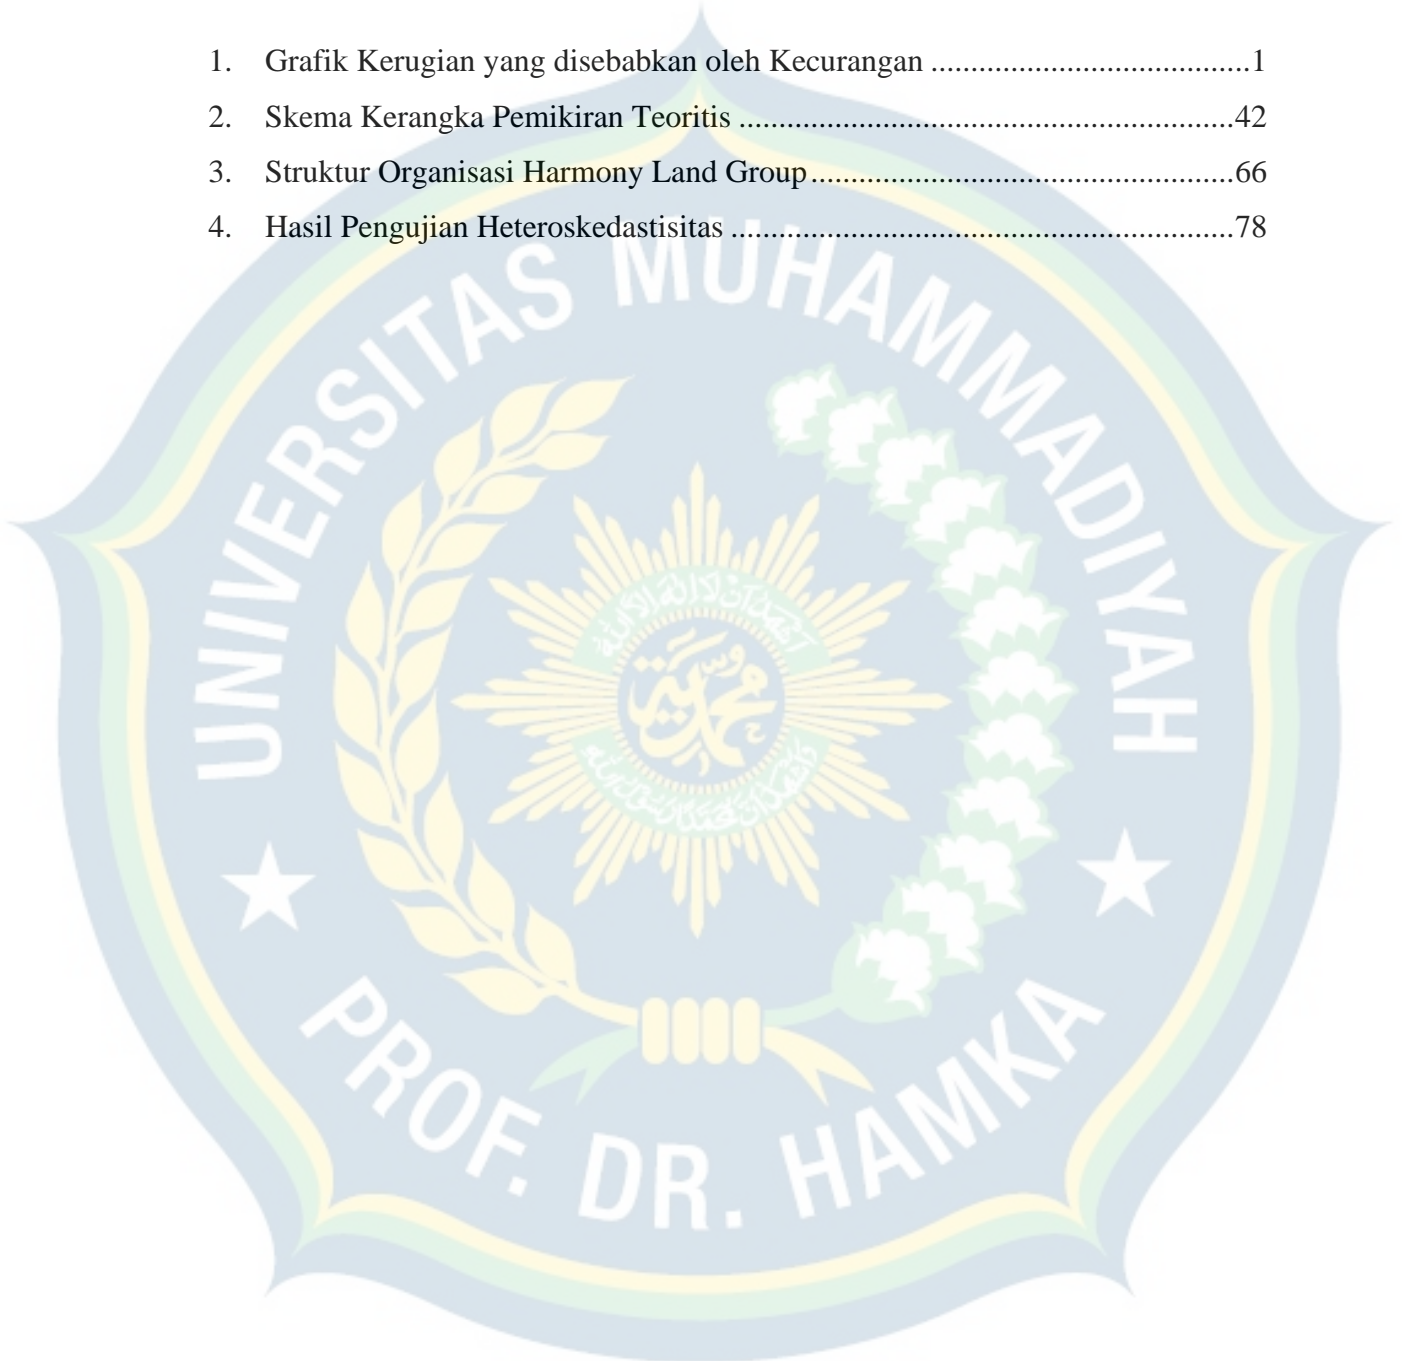 1. Grafik Kerugian yang disebabkan oleh Kecurangan ........................................1
2. Skema Kerangka Pemikiran Teoritis ..............................................................42
3. Struktur Organisasi Harmony Land Group.....................................................66
4. Hasil Pengujian Heteroskedastisitas ...............................................................78
UNIVERSITAS MUHAMMADIYAH
محمدية
PROF. DR. HAMKA